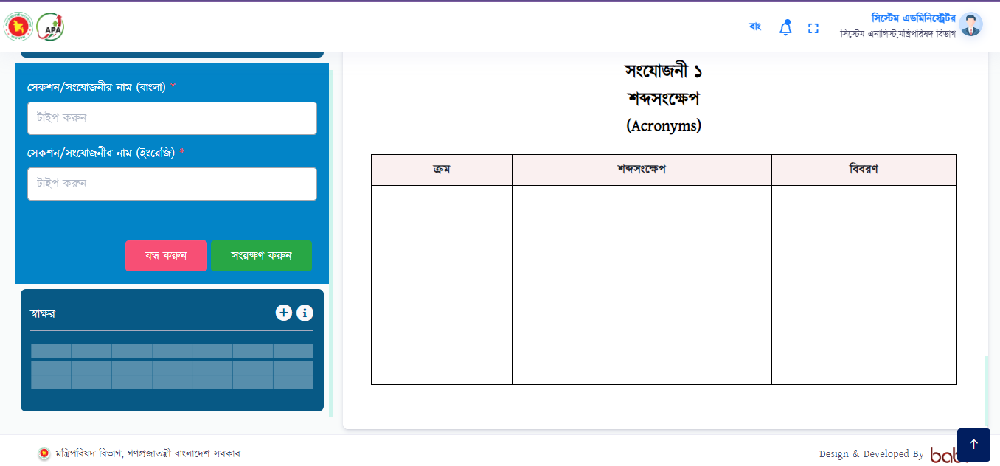 APA
বাং
সিস্টেম এডমিনিস্ট্রেটর
সিস্টেম এনালিস্ট,মন্ত্রিপরিষদ বিভাগ
সেকশন/সংযোজনীর নাম (বাংলা) *
টাইপ করুন
সেকশন/সংযোজনীর নাম (ইংরেজি) *
টাইপ করুন
বন্ধ করুন
সংরক্ষণ করুন
স্বাক্ষর
সংযোজনী ১
শব্দসংক্ষেপ
(Acronyms)
ক্রম শব্দসংক্ষেপ বিবরণ
মন্ত্রিপরিষদ বিভাগ, গণপ্রজাতন্ত্রী বাংলাদেশ সরকার
Design & Developed By